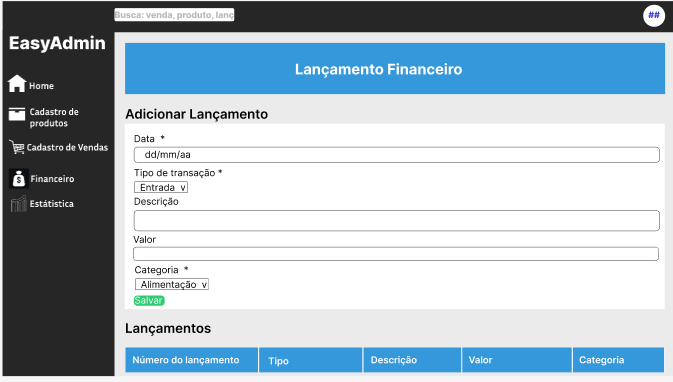 Busca: venda, produto, lanç
##
EasyAdmin
Home
Cadastro de
produtos
Cadastro de Vendas
Financeiro
Estátistica
Lançamento Financeiro
Adicionar Lançamento
Data *
dd/mm/aa
Tipo de transação *
Entrada v
Descrição
Valor
Categoria *
Alimentação v
Salvar
Lançamentos
Número do lançamento Tipo Descrição Valor Categoria